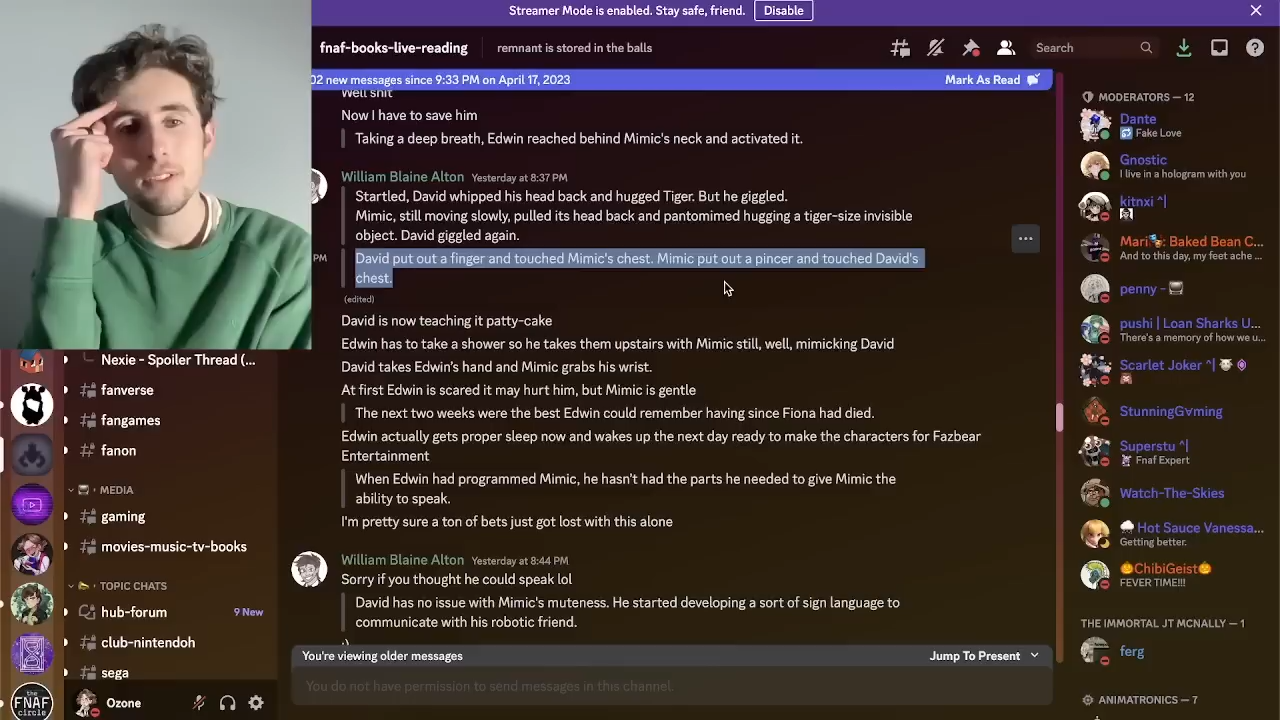 Streamer Mode is enabled. Stay safe, friend.
Disable
fnaf-books-live-reading
remnant is stored in the balls
Search
02 new messages since 9:33 PM on April 17, 2023
Mark As Read
Well shit
Now I have to save him
Taking a deep breath, Edwin reached behind Mimic's neck and activated it.
William Blaine Alton
Yesterday at 8:37 PM
Startled, David whipped his head back and hugged Tiger. But he giggled.
Mimic, still moving slowly, pulled its head back and pantomimed hugging a tiger-size invisible
object. David giggled again.
PM
David put out a finger and touched Mimic's chest. Mimic put out a pincer and touched David's
chest.
(edited)
David is now teaching it patty-cake
Edwin has to take a shower so he takes them upstairs with Mimic still, well, mimicking David
David takes Edwin's hand and Mimic grabs his wrist.
At first Edwin is scared it may hurt him, but Mimic is gentle
The next two weeks were the best Edwin could remember having since Fiona had died.
Edwin actually gets proper sleep now and wakes up the next day ready to make the characters for Fazbear
Entertainment
When Edwin had programmed Mimic, he hasn't had the parts he needed to give Mimic the
ability to speak.
I'm pretty sure a ton of bets just got lost with this alone
William Blaine Alton
Yesterday at 8:44 PM
Sorry if you thought he could speak lol
David has no issue with Mimic's muteness. He started developing a sort of sign language to
communicate with his robotic friend.
:)
You're viewing older messages
Jump To Present
You do not have permission to send messages in this channel.
Nexie - Spoiler Thread (...
fanverse
fangames
fanon
MEDIA
gaming
movies-music-tv-books
TOPIC CHATS
hub-forum
9 New
club-nintendoh
sega
Ozone
the
FNAF
circle
MODERATORS — 12
Dante
Fake Love
Gnostic
I live in a hologram with you
kitnxi ^|
Mari
: Baked Bean C...
And to this day, my feet ache ...
penny -
pushi | Loan Sharks U...
There's a memory of how we u...
Scarlet Joker ^|
StunningG∀ming
Superstu ^|
Fnaf Expert
Watch-The-Skies
Hot Sauce Vanessa...
Getting better.
ChibiGeist
FEVER TIME!!!
THE IMMORTAL JT MCNALLY — 1
ferg
ANIMATRONICS — 7